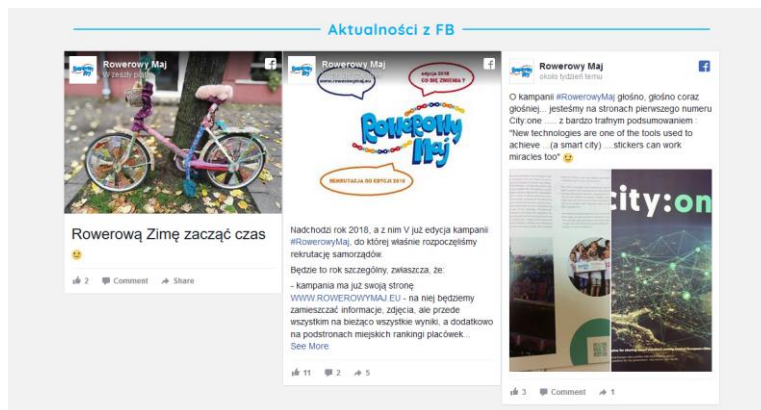 Aktualności z FB
Rowerowy Maj
W zeszły piątek
Rowerową Zimę zacząć czas
2 Comment Share
Rowerowy Maj
www.rowerowymaj.eu
edycja 2018
CO SIĘ ZMIENIA ?
Rowerowy
Maj
REKRUTACJA DO EDYCJI 2018
Nadchodzi rok 2018, a z nim V już edycja kampanii
#RowerowyMaj, do której właśnie rozpoczęliśmy
rekrutację samorządów.
Będzie to rok szczególny, zwłaszcza, że:
- kampania ma już swoją stronę
WWW.ROWEROWYMAJ.EU - na niej będziemy
zamieszczać informacje, zdjęcia, ale przede
wszystkim na bieżąco wszystkie wyniki, a dodatkowo
na podstronach miejskich rankingi placówek...
See More
11 2 5
Rowerowy Maj
około tydzień temu
O kampanii #RowerowyMaj głośno, głośno coraz
głośniej... jesteśmy na stronach pierwszego numeru
City:one ..... z bardzo trafnym podsumowaniem :
"New technologies are one of the tools used to
achieve ...(a smart city) ....stickers can work
miracies too"
city:on
3 Comment 1